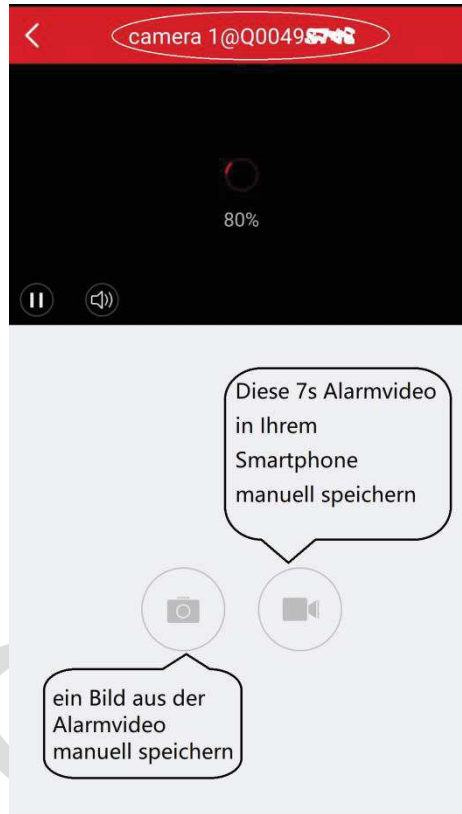 camera 1@Q0049
80%
Diese 7s Alarmvideo
in Ihrem
Smartphone
manuell speichern
ein Bild aus der
Alarmvideo
manuell speichern